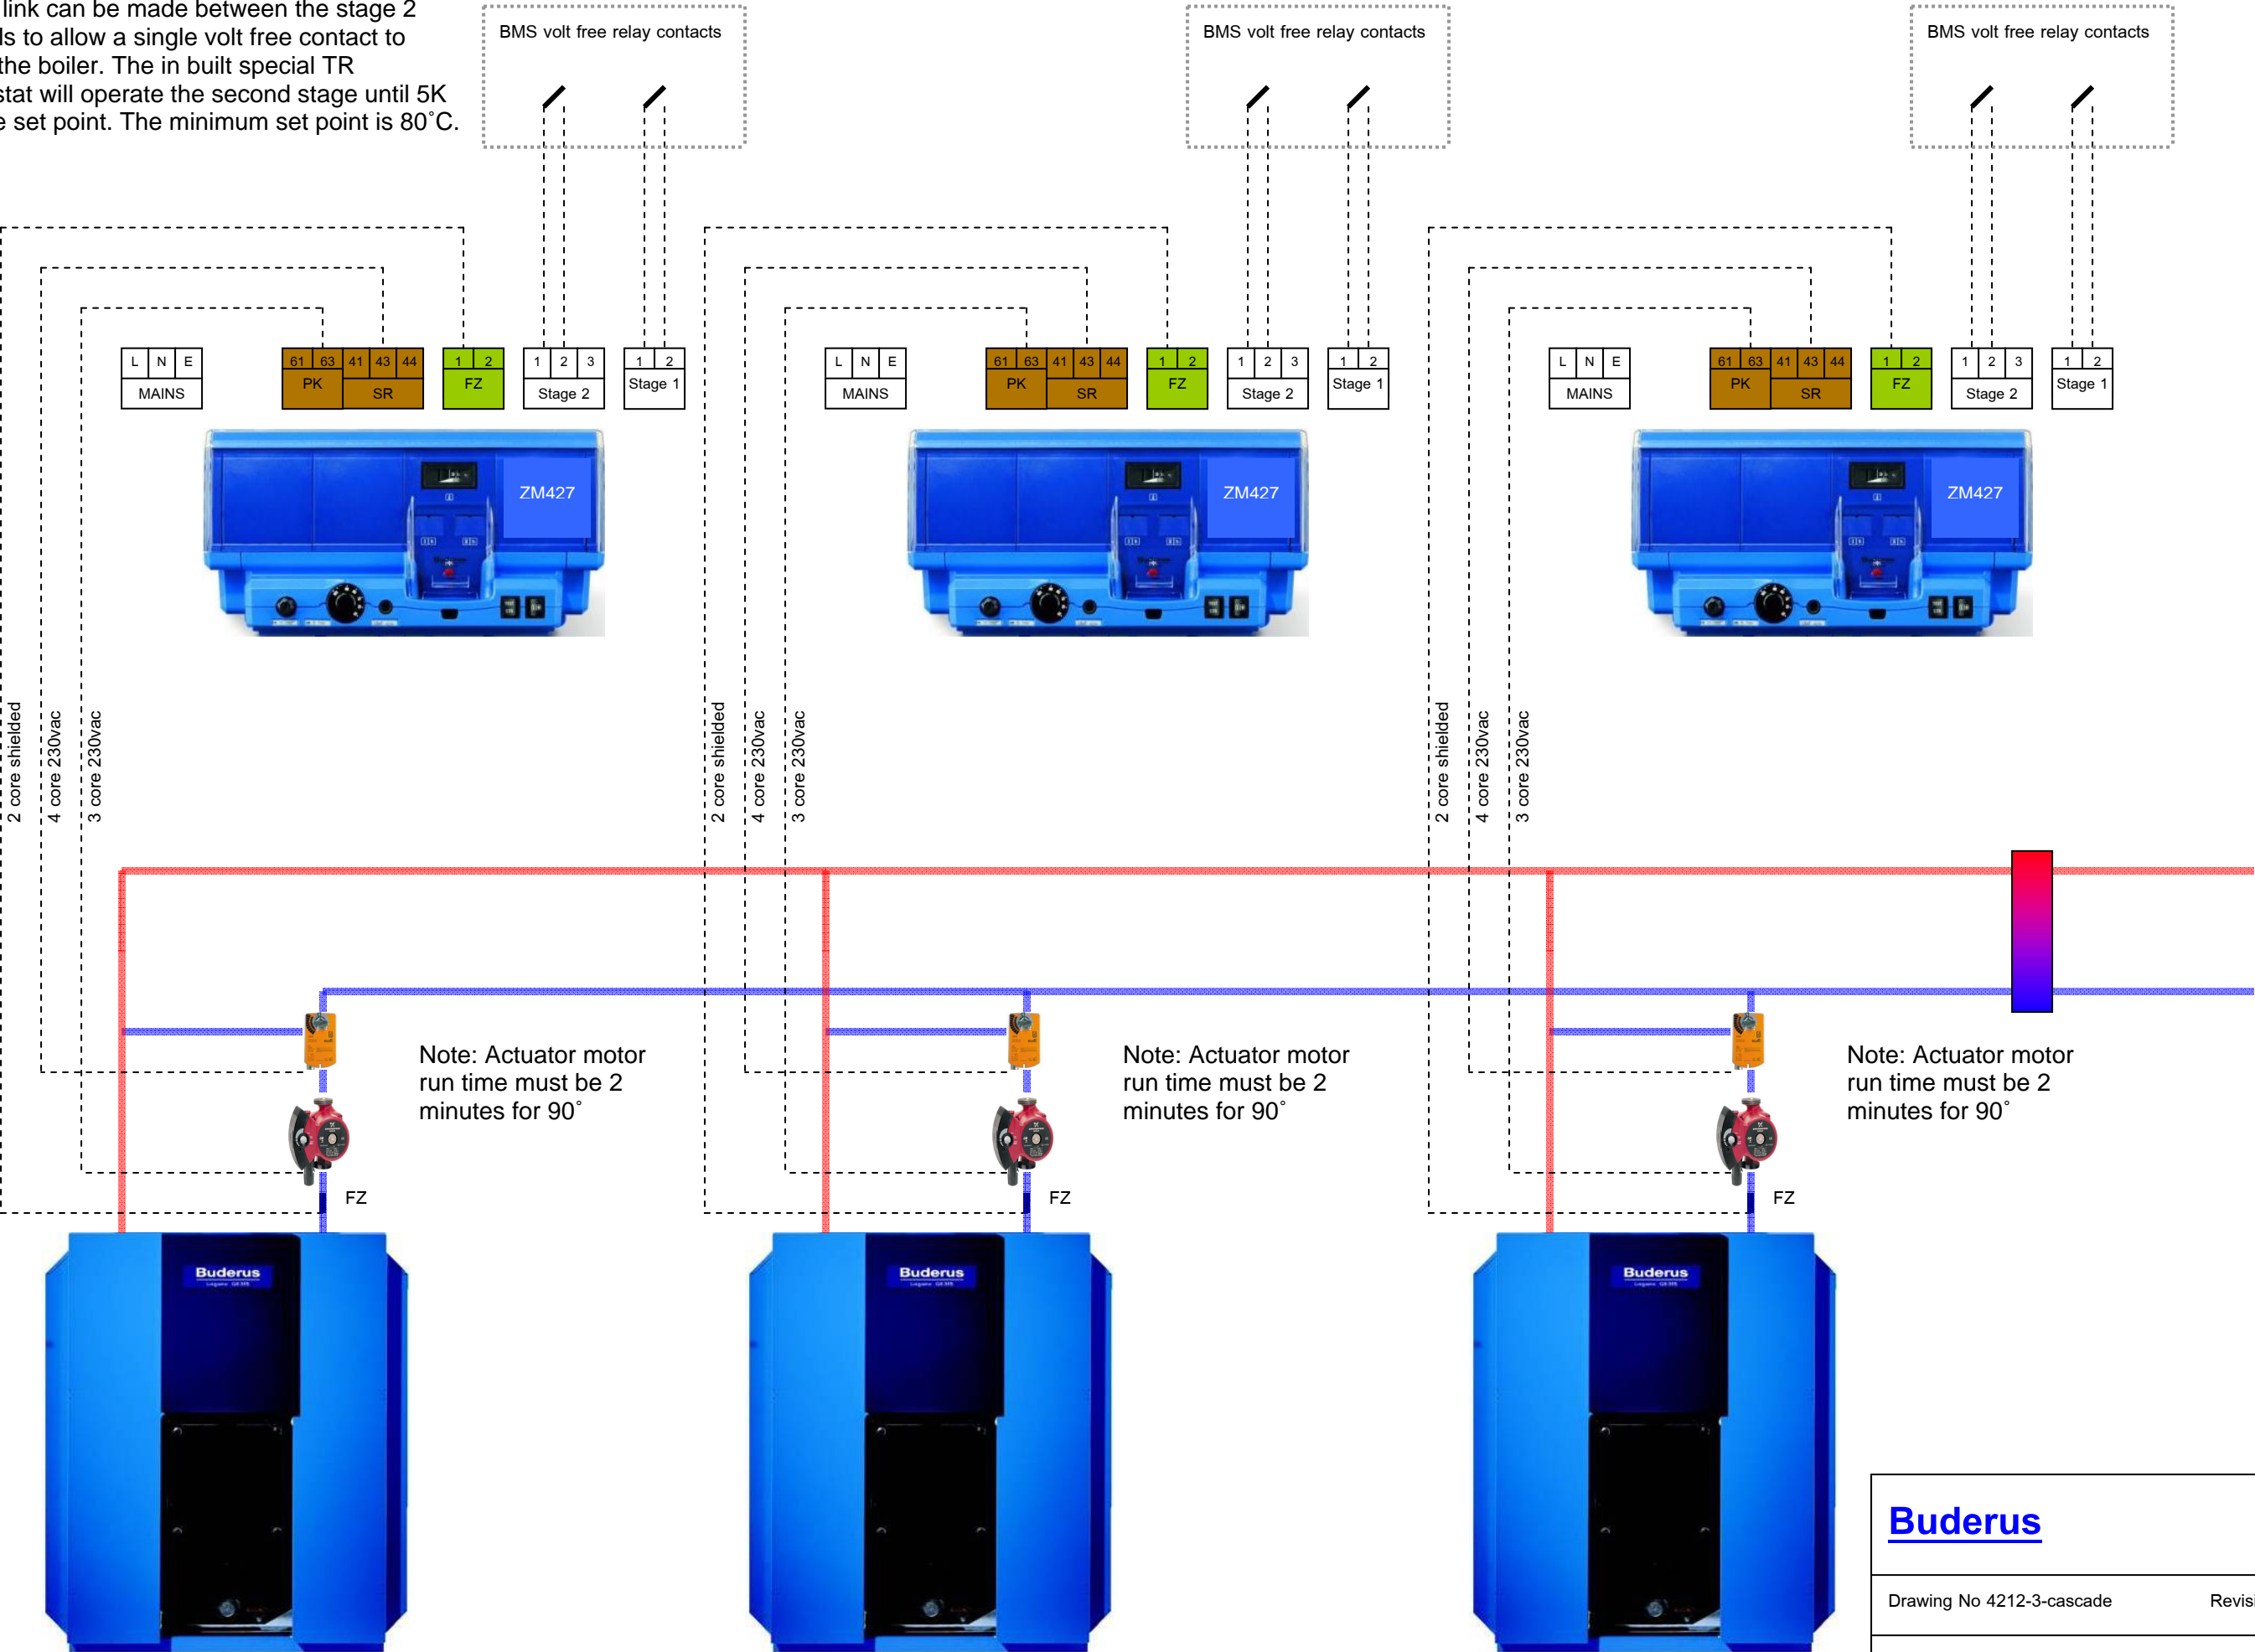 link can be made between the stage 2
ls to allow a single volt free contact to
the boiler. The in built special TR
stat will operate the second stage until 5K
e set point. The minimum set point is 80˚C.
BMS volt free relay contacts
BMS volt free relay contacts
BMS volt free relay contacts
L N E
MAINS
61 63 41 43 44
PK SR
1 2
FZ
1 2 3
Stage 2
1 2
Stage 1
L N E
MAINS
61 63 41 43 44
PK SR
1 2
FZ
1 2 3
Stage 2
1 2
Stage 1
L N E
MAINS
61 63 41 43 44
PK SR
1 2
FZ
1 2 3
Stage 2
1 2
Stage 1
ZM427
ZM427
ZM427
2 core shielded
4 core 230vac
3 core 230vac
2 core shielded
4 core 230vac
3 core 230vac
2 core shielded
4 core 230vac
3 core 230vac
Note: Actuator motor
run time must be 2
minutes for 90˚
Note: Actuator motor
run time must be 2
minutes for 90˚
Note: Actuator motor
run time must be 2
minutes for 90˚
FZ
FZ
FZ
Buderus
Buderus
Buderus
Buderus
Drawing No 4212-3-cascade Revis